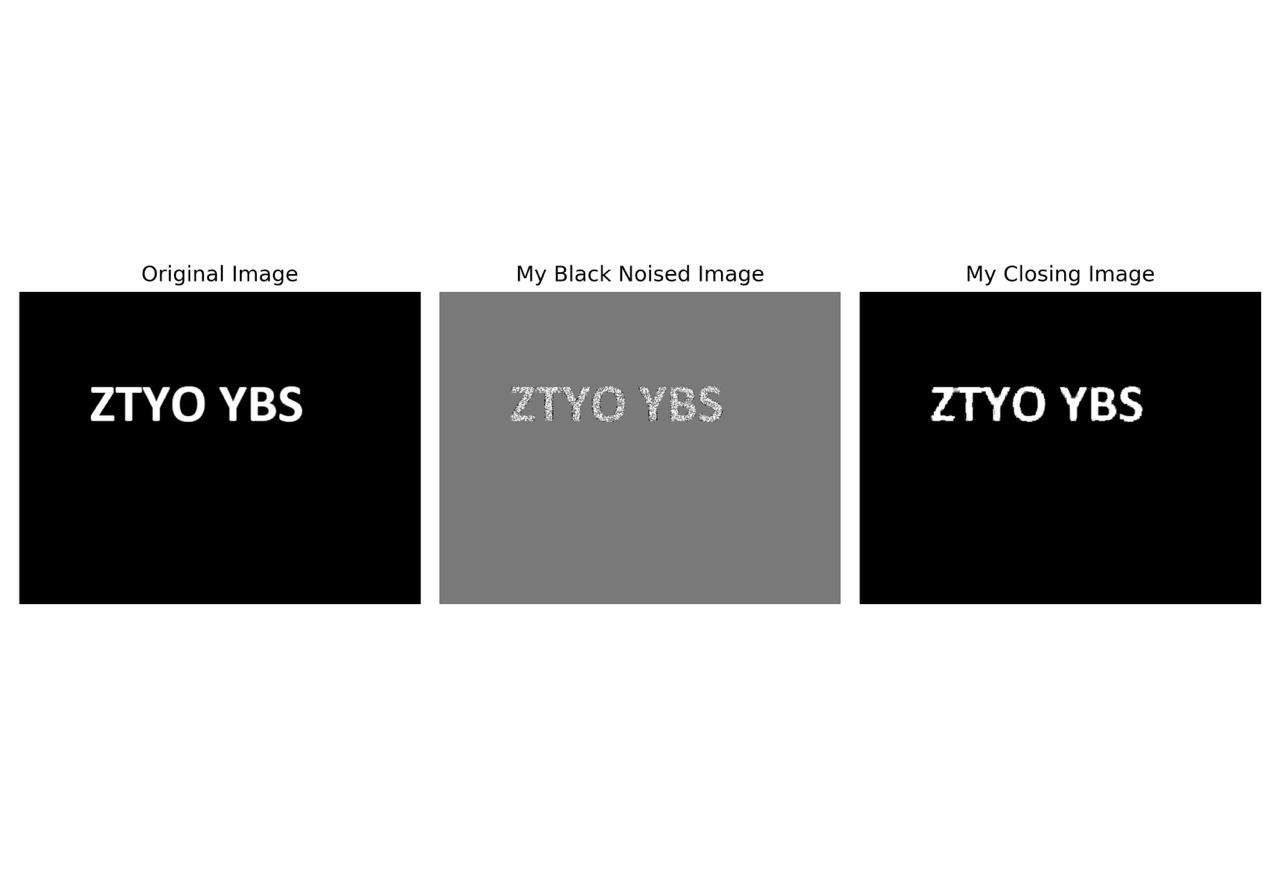 Original Image
My Black Noised Image
My Closing Image
ZTYO YBS
ZTYO YBS
ZTYO YBS